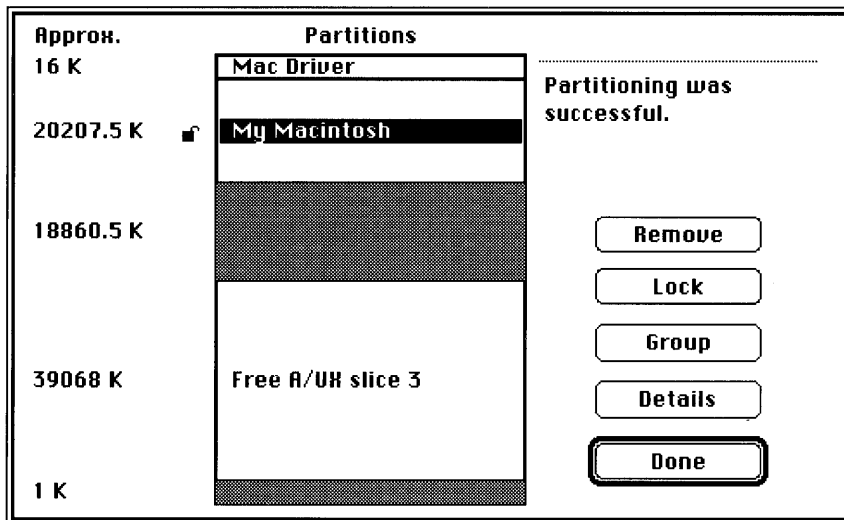 Approx. Partitions
16 K Mac Driver
Partitioning was
successful.
20207.5 K My Macintosh
18860.5 K
Remove
Lock
Group
39068 K Free A/UX slice 3
Details
Done
1 K